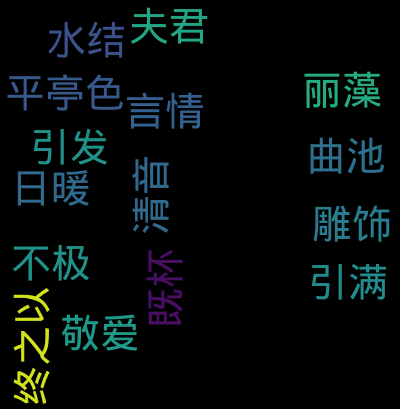 水结
夫君
平亭色
言情
丽藻
引发
曲池
日暖
清音
雕饰
不极
既杯
引满
终之以
敬爱